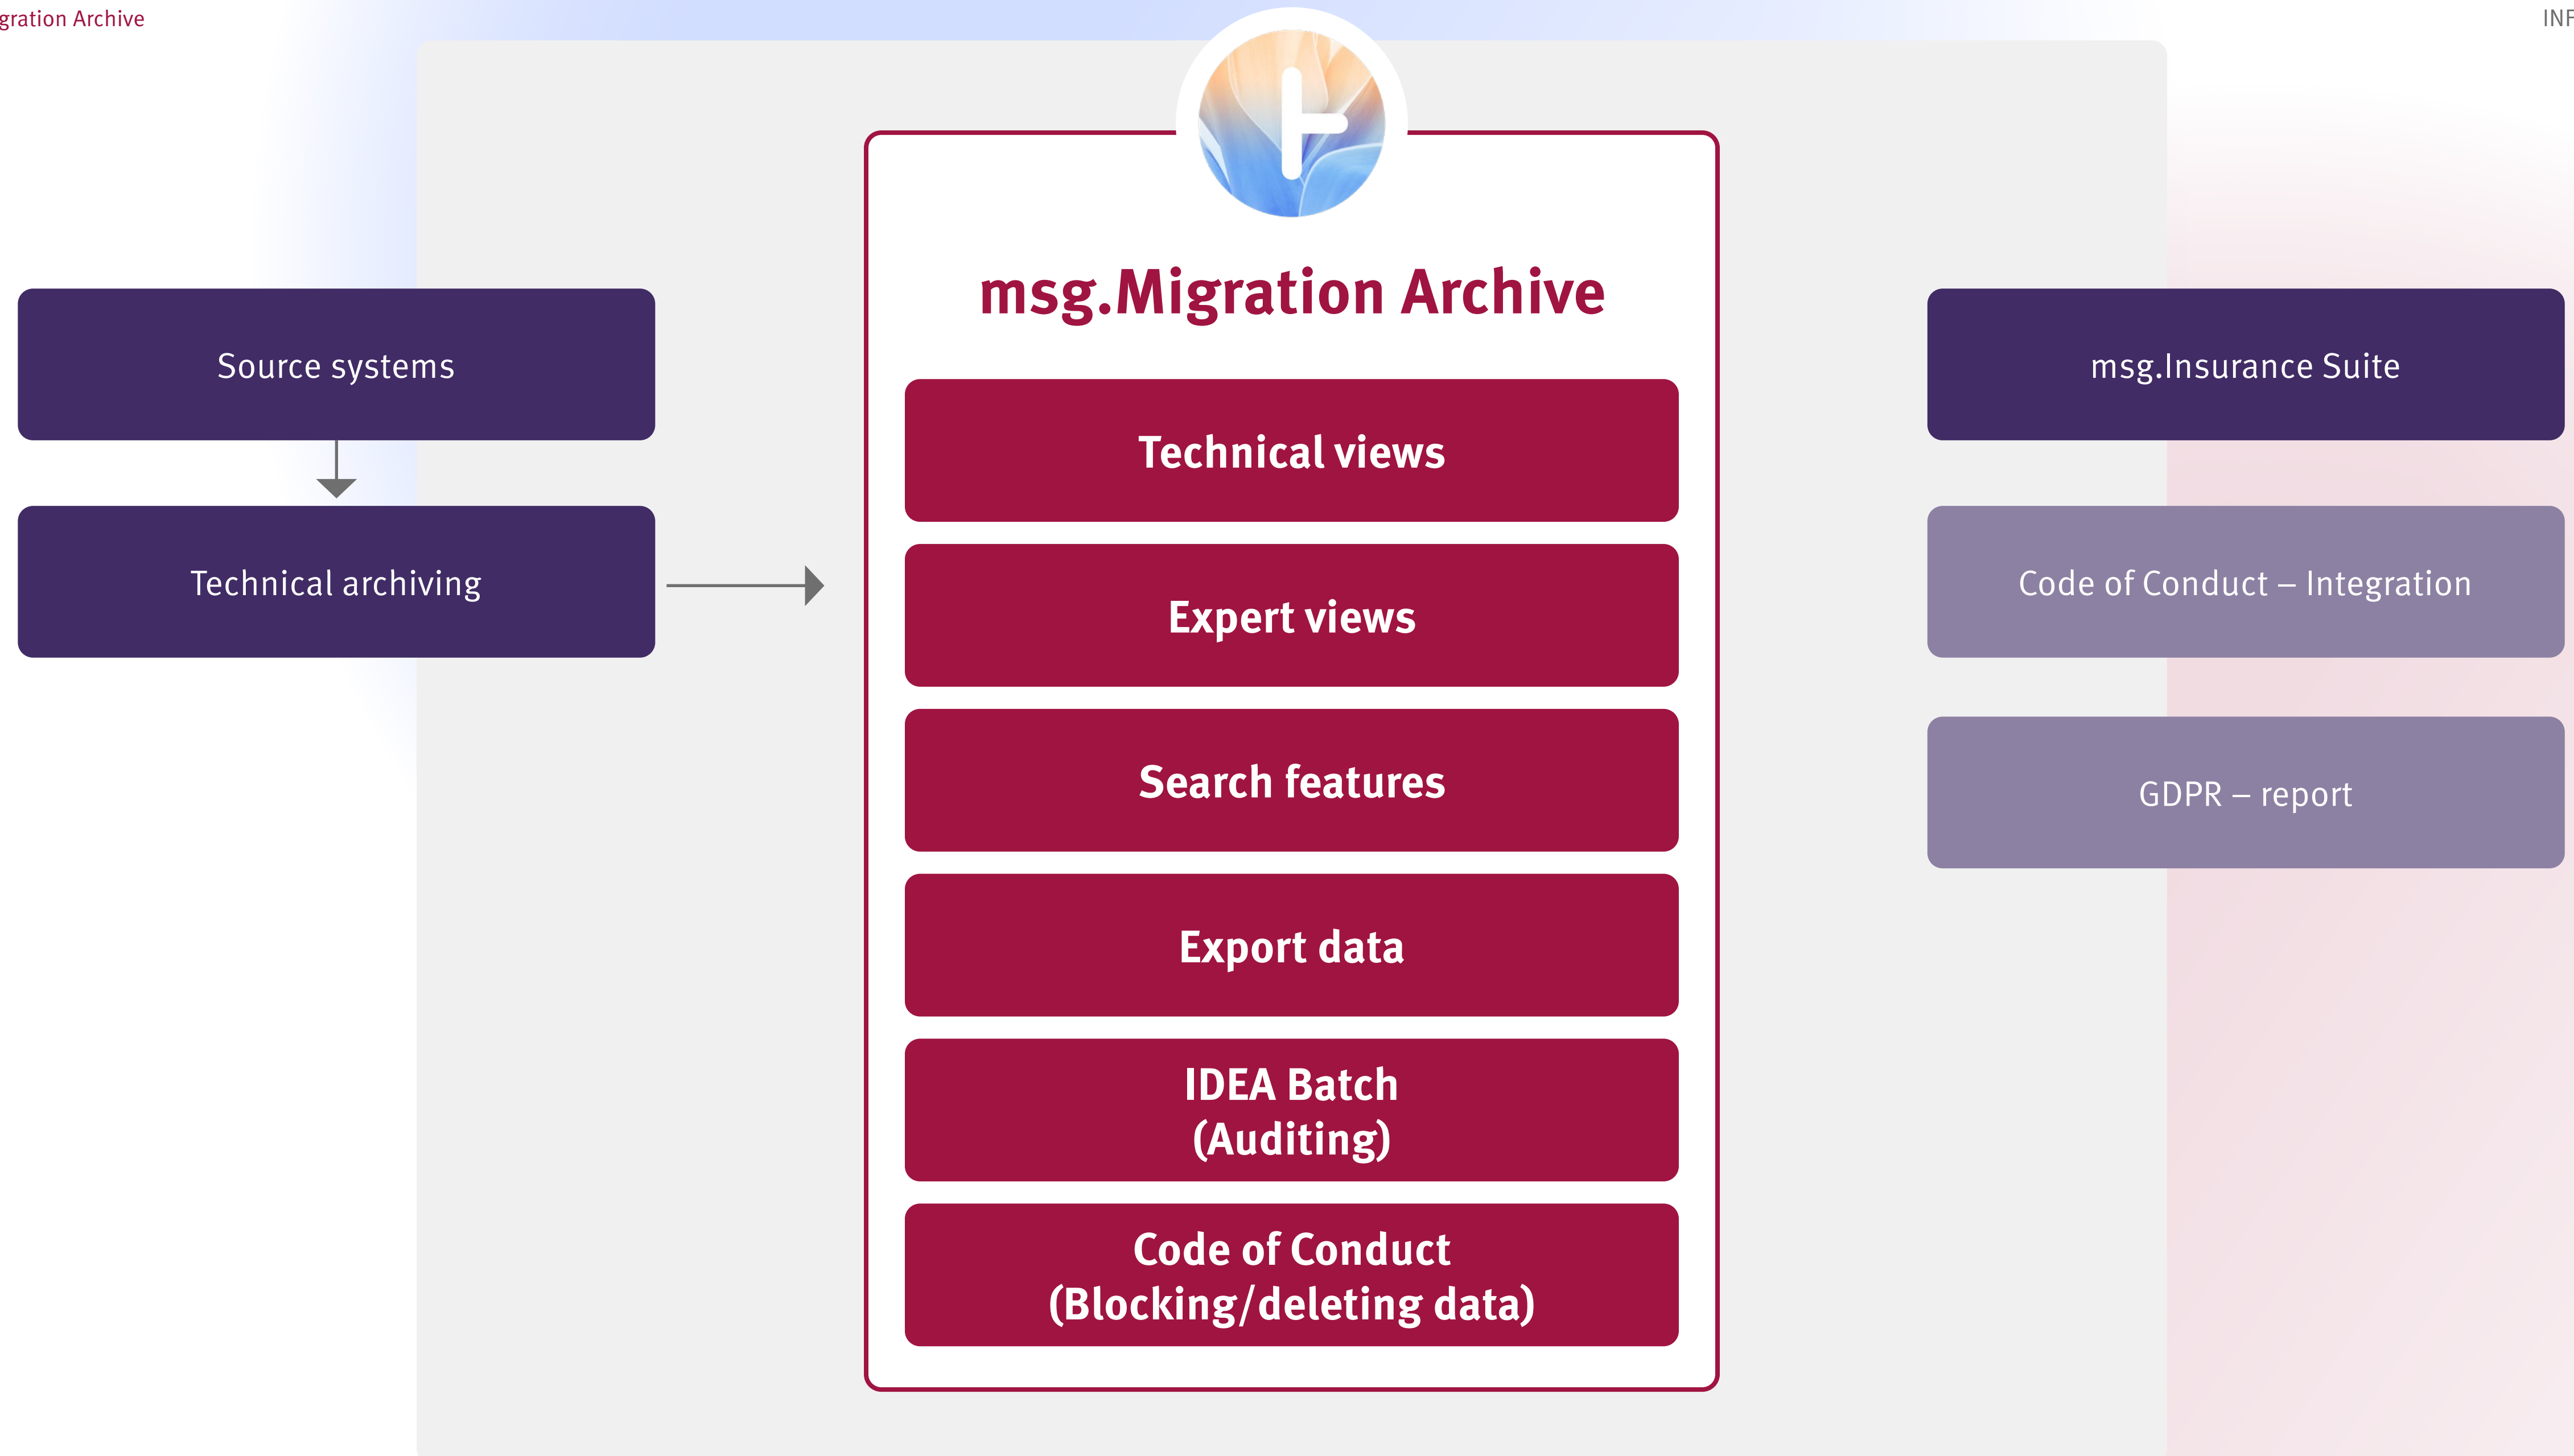 gration Archive
INF
msg.Migration Archive
Source systems
Technical archiving
Technical views
Expert views
Search features
Export data
IDEA Batch
(Auditing)
Code of Conduct
(Blocking/deleting data)
msg.Insurance Suite
Code of Conduct – Integration
GDPR – report